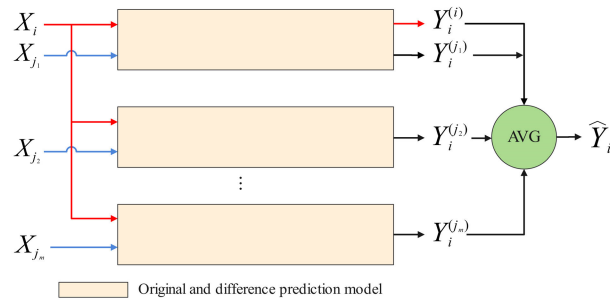 X_i
Y_i^{(i)}
X_{j_1}
Y_i^{(j_1)}
X_{j_2}
Y_i^{(j_2)}
AVG
\widehat{Y}_i
⋮
X_{j_m}
Y_i^{(j_m)}
Original and difference prediction model